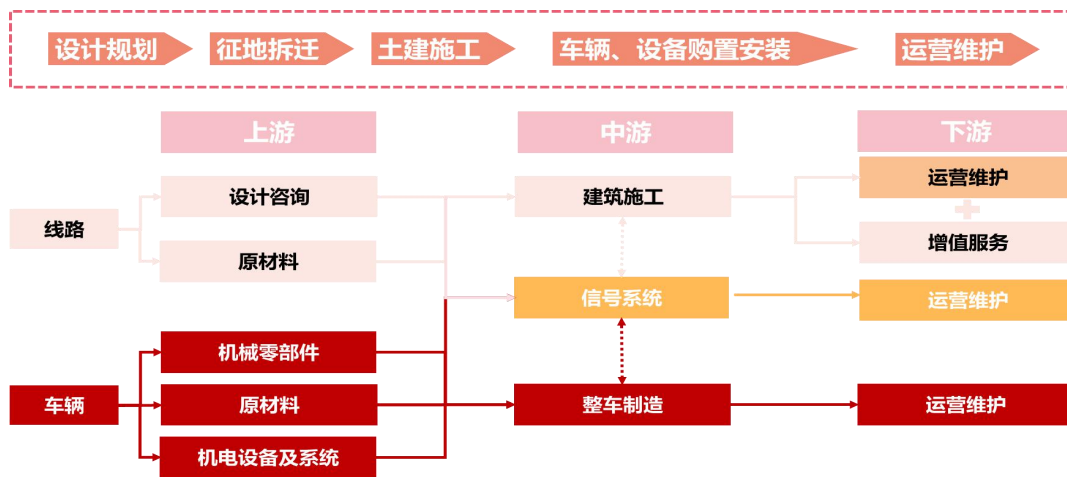 设计规划
征地拆迁
土建施工
车辆、设备购置安装
运营维护
上游
中游
下游
线路
设计咨询
原材料
建筑施工
运营维护
增值服务
信号系统
运营维护
车辆
机械零部件
原材料
机电设备及系统
整车制造
运营维护